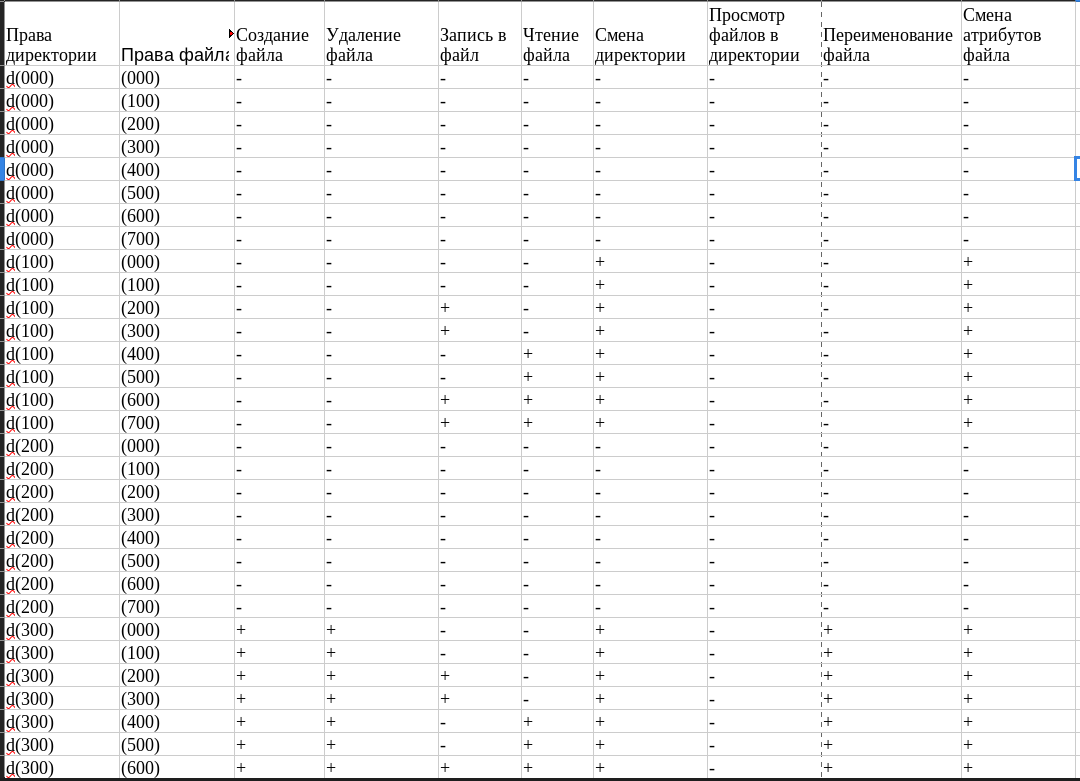 Права директории Права файла Создание файла Удаление файла Запись в файл Чтение файла Смена директории Просмотр файлов в директории Переименование файла Смена атрибутов файла
d(000) (000) - - - - - - - -
d(000) (100) - - - - - - - -
d(000) (200) - - - - - - - -
d(000) (300) - - - - - - - -
d(000) (400) - - - - - - - -
d(000) (500) - - - - - - - -
d(000) (600) - - - - - - - -
d(000) (700) - - - - - - - -
d(100) (000) - - - - + - - +
d(100) (100) - - - - + - - +
d(100) (200) - - + - + - - +
d(100) (300) - - + - + - - +
d(100) (400) - - - + + - - +
d(100) (500) - - - + + - - +
d(100) (600) - - + + + - - +
d(100) (700) - - + + + - - +
d(200) (000) - - - - - - - -
d(200) (100) - - - - - - - -
d(200) (200) - - - - - - - -
d(200) (300) - - - - - - - -
d(200) (400) - - - - - - - -
d(200) (500) - - - - - - - -
d(200) (600) - - - - - - - -
d(200) (700) - - - - - - - -
d(300) (000) + + - - + - + +
d(300) (100) + + - - + - + +
d(300) (200) + + + - + - + +
d(300) (300) + + + - + - + +
d(300) (400) + + - + + - + +
d(300) (500) + + - + + - + +
d(300) (600) + + + + + - + +